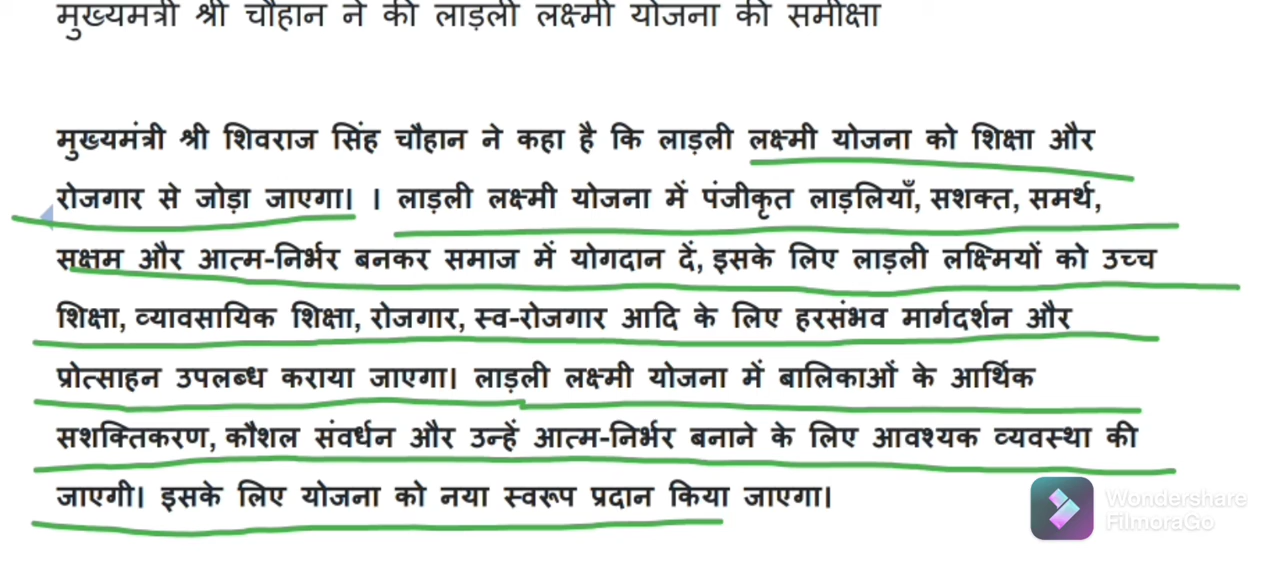 मुख्यमंत्री श्री चौहान ने की लाड़ली लक्ष्मी योजना की समीक्षा
मुख्यमंत्री श्री शिवराज सिंह चौहान ने कहा है कि लाड़ली लक्ष्मी योजना को शिक्षा और
रोजगार से जोड़ा जाएगा। । लाड़ली लक्ष्मी योजना में पंजीकृत लाड़लियाँ, सशक्त, समर्थ,
सक्षम और आत्म-निर्भर बनकर समाज में योगदान दें, इसके लिए लाड़ली लक्ष्मियों को उच्च
शिक्षा, व्यावसायिक शिक्षा, रोजगार, स्व-रोजगार आदि के लिए हरसंभव मार्गदर्शन और
प्रोत्साहन उपलब्ध कराया जाएगा। लाड़ली लक्ष्मी योजना में बालिकाओं के आर्थिक
सशक्तिकरण, कौशल संवर्धन और उन्हें आत्म-निर्भर बनाने के लिए आवश्यक व्यवस्था की
जाएगी। इसके लिए योजना को नया स्वरूप प्रदान किया जाएगा।
Wondershare
FilmoraGo